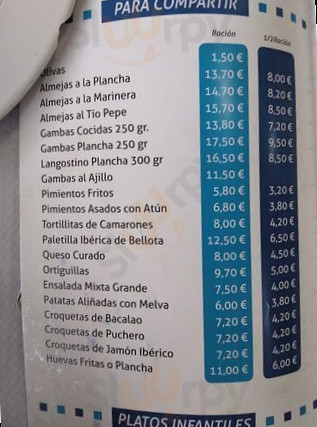 PARA COMPARTIR
Ración 1/2Ración
Olivas 1,50 €
Almejas a la Plancha 13,70 € 8,00 €
Almejas a la Marinera 14,70 € 8,20 €
Almejas al Tio Pepe 15,70 € 8,50 €
Gambas Cocidas 250 gr. 13,80 € 7,20 €
Gambas Plancha 250 gr 17,50 € 9,50 €
Langostino Plancha 300 gr 16,50 € 8,50 €
Gambas al Ajillo 11,50 €
Pimientos Fritos 5,80 € 3,20 €
Pimientos Asados con Atún 6,80 € 3,80 €
Tortillitas de Camarones 8,00 € 4,20 €
Paletilla Ibérica de Bellota 12,50 € 6,50 €
Queso Curado 8,00 € 4,50 €
Ortiguillas 9,70 € 5,00 €
Ensalada Mixta Grande 7,50 € 4,00 €
Patatas Aliñadas con Melva 6,00 € 3,80 €
Croquetas de Bacalao 7,20 € 4,20 €
Croquetas de Puchero 7,20 € 4,20 €
Croquetas de Jamón Ibérico 7,20 € 4,20 €
Huevas Fritas o Plancha 11,00 € 6,00 €
PLATOS INFANTILES